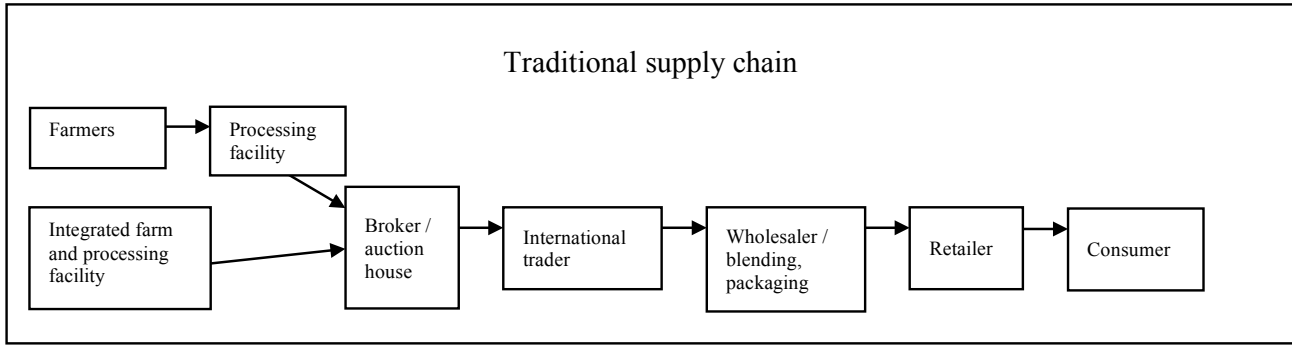 Traditional supply chain
Farmers
Processing
facility
Integrated farm
and processing
facility
Broker /
auction
house
International
trader
Wholesaler /
blending,
packaging
Retailer
Consumer